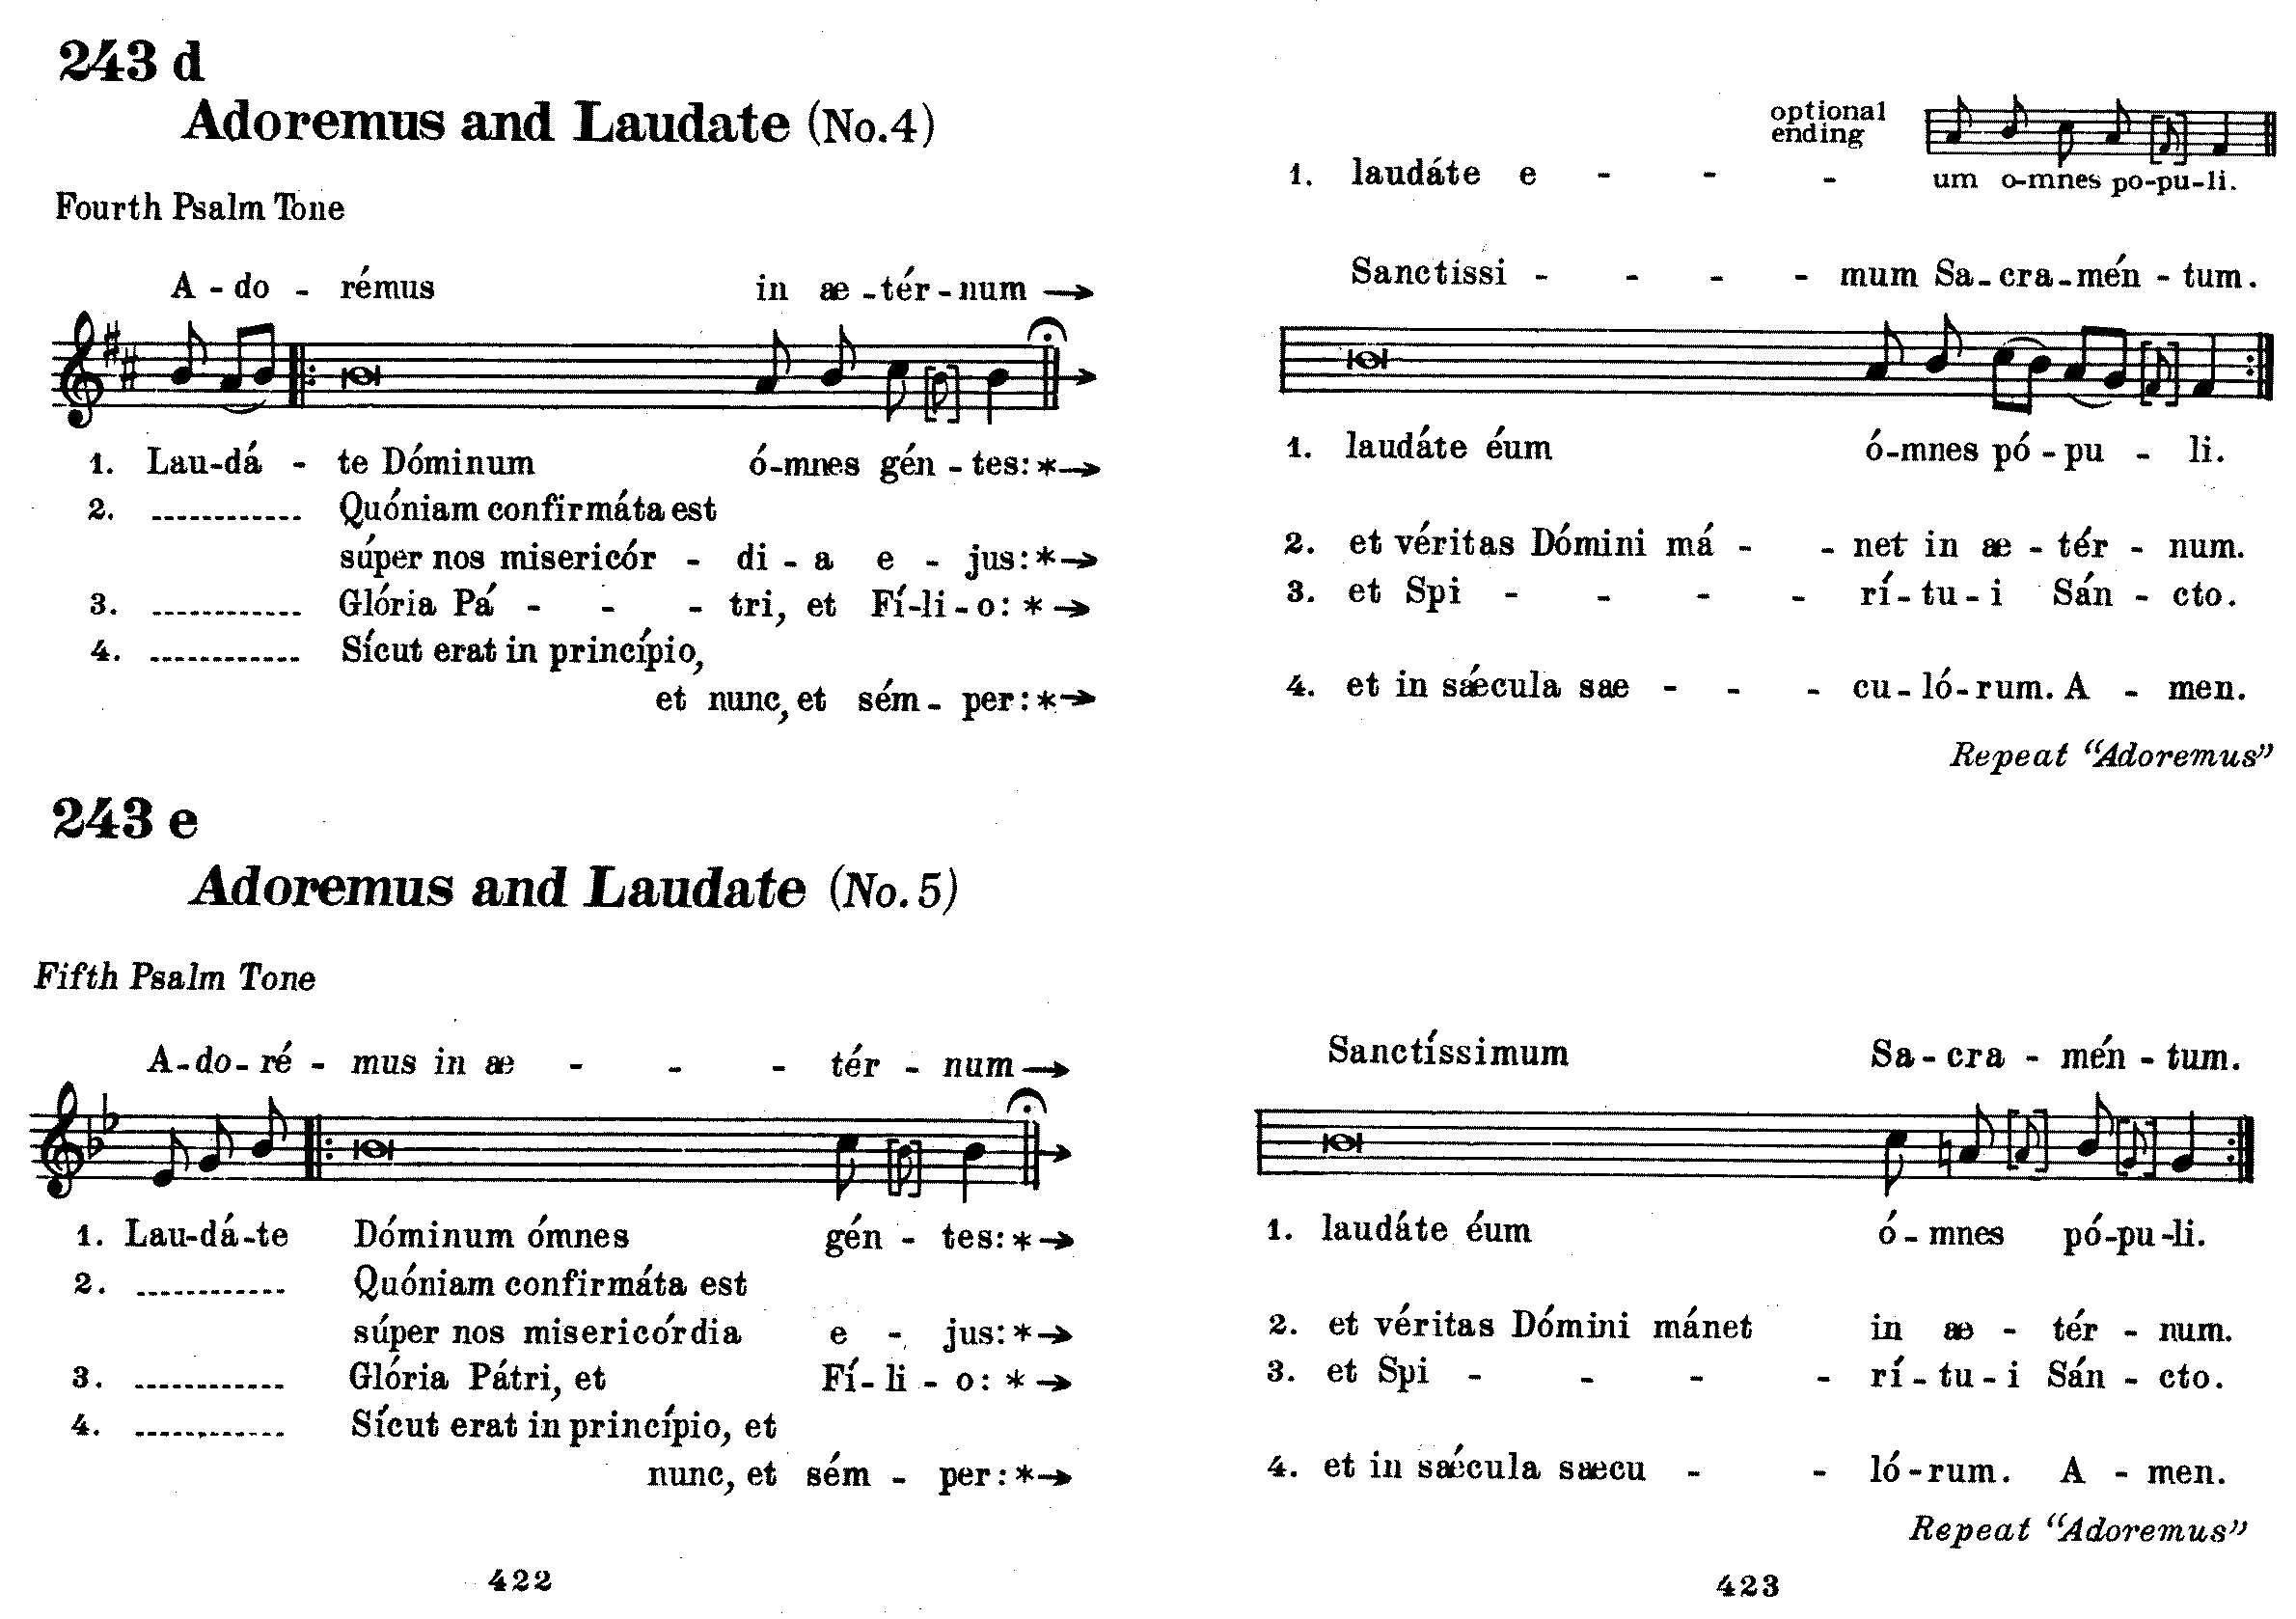 243 d
Adoremus and Laudate (No.4)
Fourth Psalm Tone
A - do - rémus in æ - tér - num
1. Lau-dá - te Dóminum ó-mnes gén - tes:*
2. ............ Quóniam confirmáta est
súper nos misericór - di - a e - jus:*
3. ............ Glória Pá - - - tri, et Fí-li-o:*
4. ............ Sícut erat in princípio,
et nunc, et sém - per:*
243 e
Adoremus and Laudate (No. 5)
Fifth Psalm Tone
A-do-ré - mus in æ - - - tér - num
1. Lau-dá-te Dóminum ómnes gén - tes:*
2. ............ Quóniam confirmáta est
súper nos misericórdia e - jus:*
3. ............ Glória Pátri, et Fí-li-o:*
4. ............ Sícut erat in princípio, et
nunc, et sém - per:*
422
optional
ending
1. laudáte e - - - um o-mnes po-pu-li.
Sanctissi - - - - mum Sa-cra-mén - tum.
1. laudáte éum ó-mnes pó-pu - li.
2. et véritas Dómini má - - net in æ - tér - num.
3. et Spi - - - - rí-tu-i Sán - cto.
4. et in sǽcula sae - - - cu-ló-rum. A - men.
Repeat "Adoremus"
Sanctíssimum Sa-cra - mén - tum.
1. laudáte éum ó-mnes pó-pu-li.
2. et véritas Dómini mánet in æ - tér - num.
3. et Spi - - - - rí-tu-i Sán - cto.
4. et in sǽcula sæcu - - ló-rum. A - men.
Repeat "Adoremus"
423